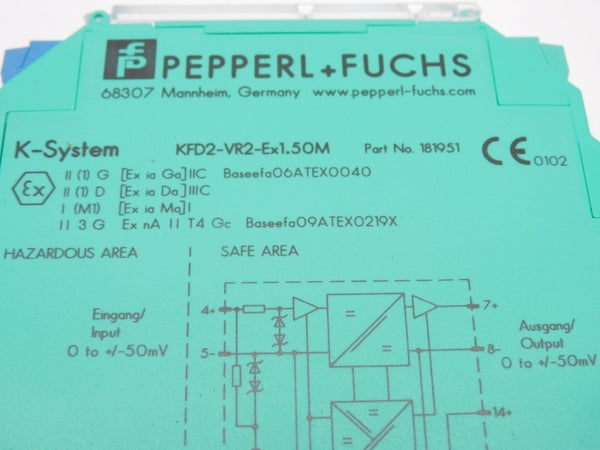 PEPPERL+FUCHS
68307 Mannheim, Germany www.pepperl-fuchs.com
K-System KFD2-VR2-Ex1.50M Part No. 181951 CE 0102
Ex II (1) G [Ex ia Ga] IIC Baseefa06ATEX0040
II (1) D [Ex ia Da] IIIC
I (M1) [Ex ia Ma] I
II 3 G Ex nA II T4 Gc Baseefa09ATEX0219X
HAZARDOUS AREA SAFE AREA
Eingang/
Input
0 to +/-50mV
4+
5-
7+
8-
14+
Ausgang/
Output
0 to +/-50mV